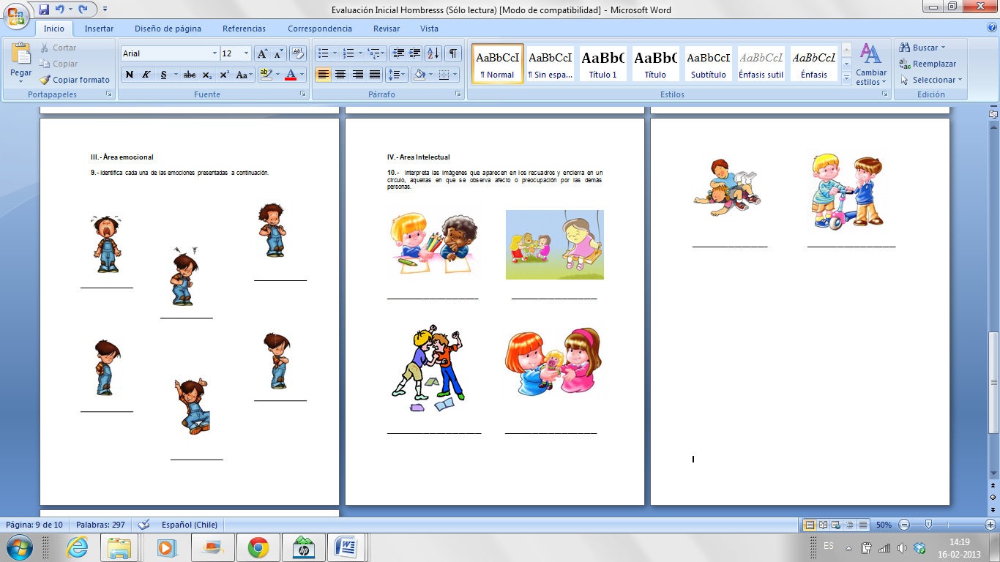 Evaluación Inicial Hombresss (Sólo lectura) [Modo de compatibilidad] - Microsoft Word
Inicio Insertar Diseño de página Referencias Correspondencia Revisar Vista
Pegar
Cortar
Copiar
Copiar formato
Portapapeles
Arial 12
N K S abc x₂ x² Aa
Fuente
Párrafo
AaBbCcI AaBbCcI AaBbC AaBbC AaBbCcI AaBbCcI AaBbCcI
¶ Normal ¶ Sin espa... Título 1 Título Subtítulo Énfasis sutil Énfasis
Cambiar estilos
Estilos
Buscar
Reemplazar
Seleccionar
Edición
III.- Área emocional
9.- Identifica cada una de las emociones presentadas a continuación.
IV.- Area Intelectual
10.- Interpreta las imágenes que aparecen en los recuadros y encierra en un
círculo, aquellas en que se observa afecto o preocupación por las demás
personas.
Página: 9 de 10 Palabras: 297 Español (Chile) 50%
ES 14:19
16-02-2013